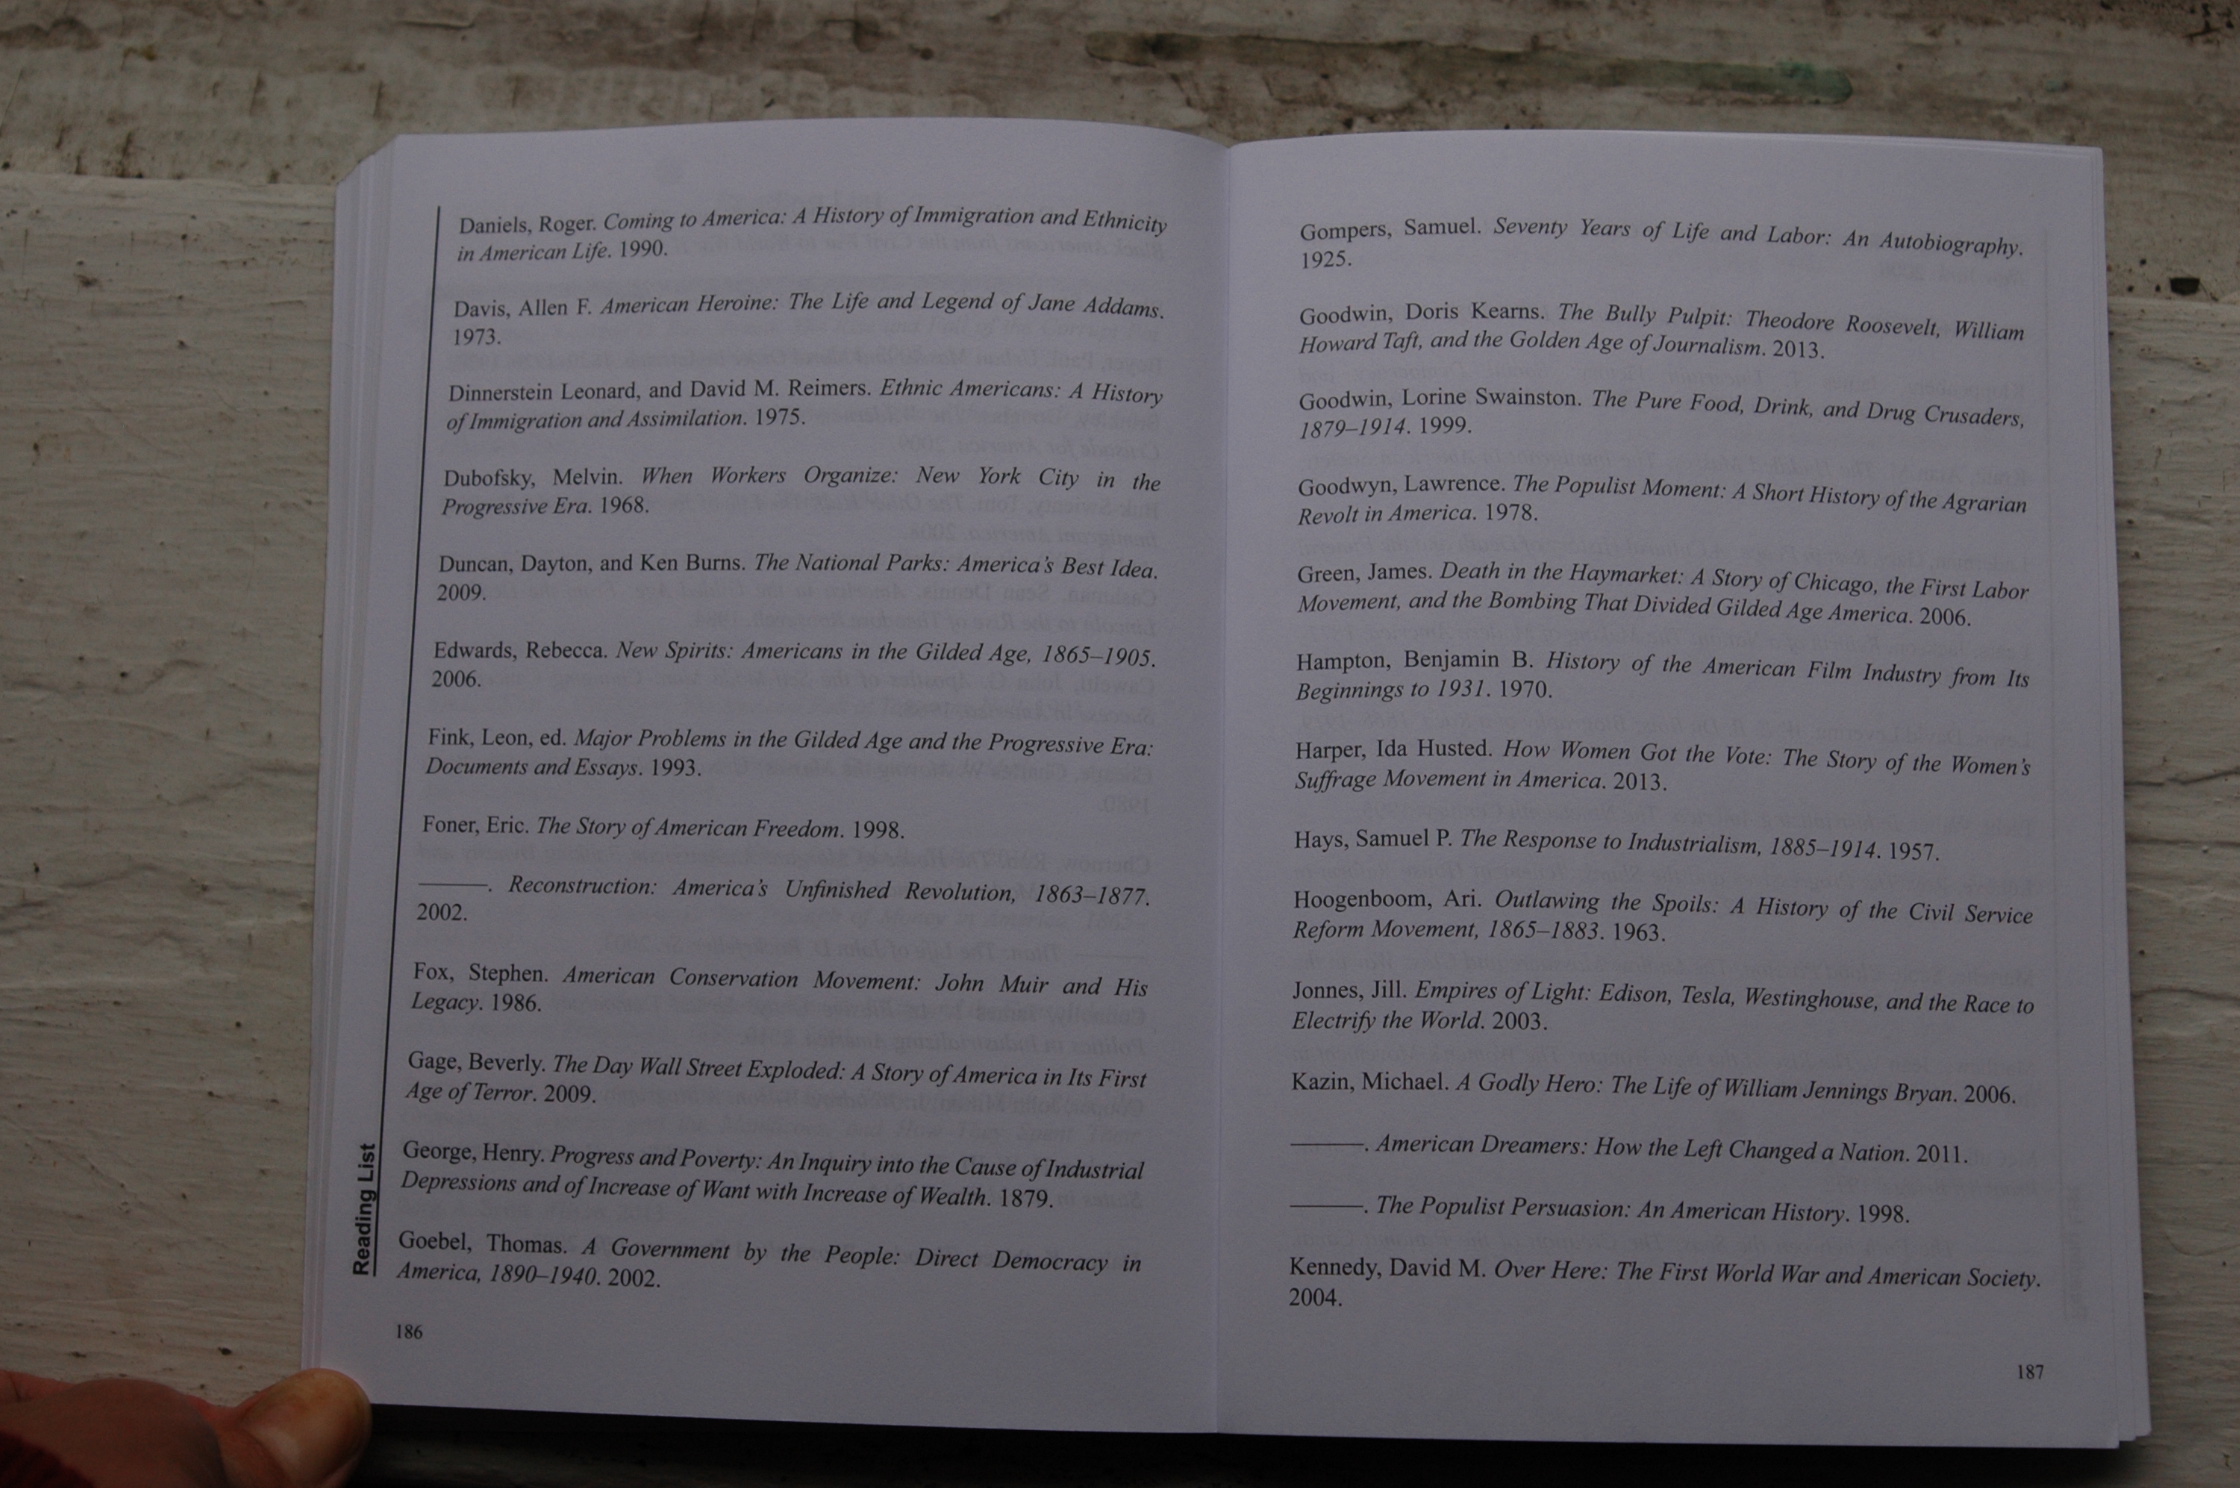 Daniels, Roger. Coming to America: A History of Immigration and Ethnicity
in American Life. 1990.
Davis, Allen F. American Heroine: The Life and Legend of Jane Addams.
1973.
Dinnerstein Leonard, and David M. Reimers. Ethnic Americans: A History
of Immigration and Assimilation. 1975.
Dubofsky, Melvin. When Workers Organize: New York City in the
Progressive Era. 1968.
Duncan, Dayton, and Ken Burns. The National Parks: America's Best Idea.
2009.
Edwards, Rebecca. New Spirits: Americans in the Gilded Age, 1865–1905.
2006.
Fink, Leon, ed. Major Problems in the Gilded Age and the Progressive Era:
Documents and Essays. 1993.
Foner, Eric. The Story of American Freedom. 1998.
———. Reconstruction: America's Unfinished Revolution, 1863–1877.
2002.
Fox, Stephen. American Conservation Movement: John Muir and His
Legacy. 1986.
Gage, Beverly. The Day Wall Street Exploded: A Story of America in Its First
Age of Terror. 2009.
George, Henry. Progress and Poverty: An Inquiry into the Cause of Industrial
Depressions and of Increase of Want with Increase of Wealth. 1879.
Goebel, Thomas. A Government by the People: Direct Democracy in
America, 1890–1940. 2002.
Reading List
186
Gompers, Samuel. Seventy Years of Life and Labor: An Autobiography.
1925.
Goodwin, Doris Kearns. The Bully Pulpit: Theodore Roosevelt, William
Howard Taft, and the Golden Age of Journalism. 2013.
Goodwin, Lorine Swainston. The Pure Food, Drink, and Drug Crusaders,
1879–1914. 1999.
Goodwyn, Lawrence. The Populist Moment: A Short History of the Agrarian
Revolt in America. 1978.
Green, James. Death in the Haymarket: A Story of Chicago, the First Labor
Movement, and the Bombing That Divided Gilded Age America. 2006.
Hampton, Benjamin B. History of the American Film Industry from Its
Beginnings to 1931. 1970.
Harper, Ida Husted. How Women Got the Vote: The Story of the Women's
Suffrage Movement in America. 2013.
Hays, Samuel P. The Response to Industrialism, 1885–1914. 1957.
Hoogenboom, Ari. Outlawing the Spoils: A History of the Civil Service
Reform Movement, 1865–1883. 1963.
Jonnes, Jill. Empires of Light: Edison, Tesla, Westinghouse, and the Race to
Electrify the World. 2003.
Kazin, Michael. A Godly Hero: The Life of William Jennings Bryan. 2006.
———. American Dreamers: How the Left Changed a Nation. 2011.
———. The Populist Persuasion: An American History. 1998.
Kennedy, David M. Over Here: The First World War and American Society.
2004.
187